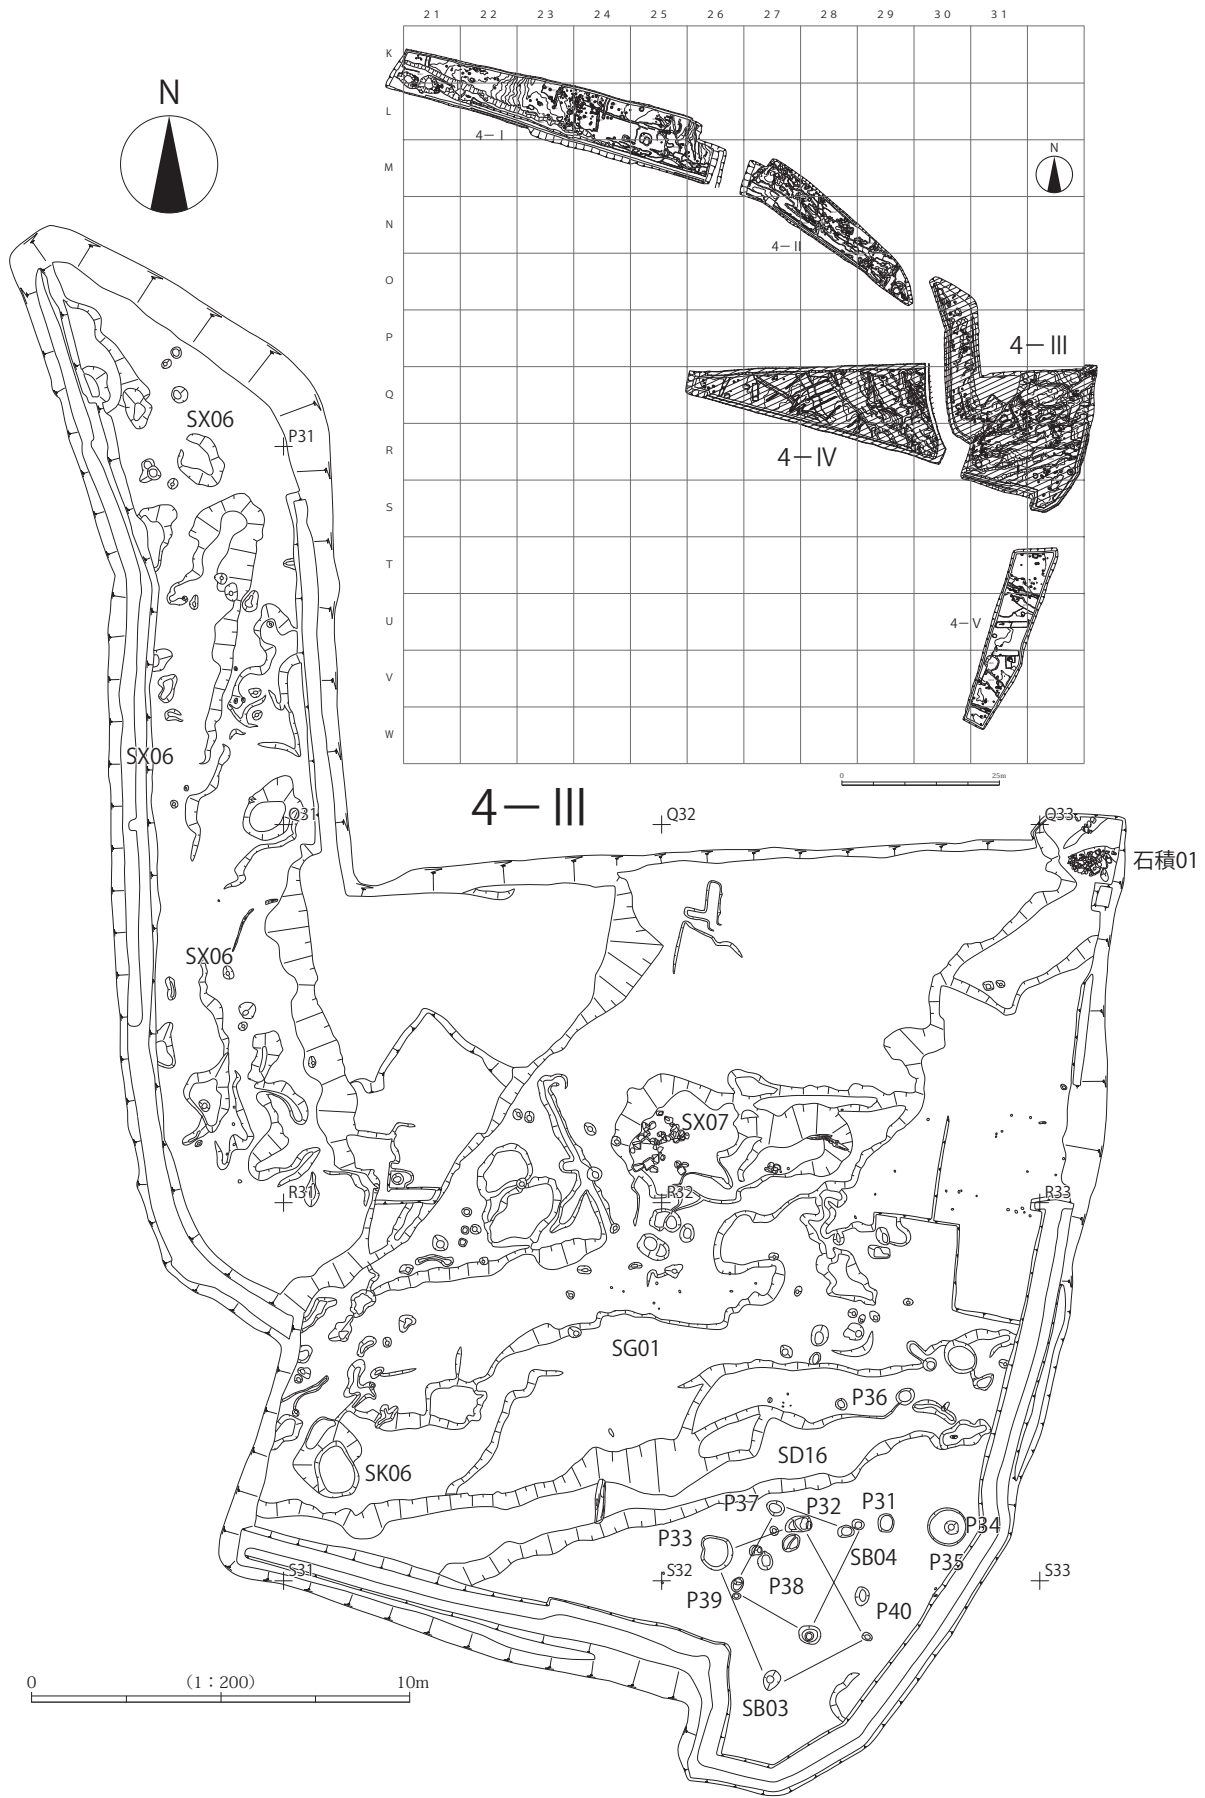 21 22 23 24 25 26 27 28 29 30 31
K
L
M
N
O
P
Q
R
S
T
U
V
W
4－Ⅰ
4－Ⅱ
4－Ⅲ
4－Ⅳ
4－Ⅴ
N
0 25m
N
4－Ⅲ
SX06
P31
SX06
Q31
Q32
Q33
石積01
SX06
SX07
R31
R32
R33
SG01
P36
SD16
SK06
P37
P32
P31
P33
P34
SB04
P35
P38
S31
S32
S33
P39
P40
SB03
0 （1：200） 10m